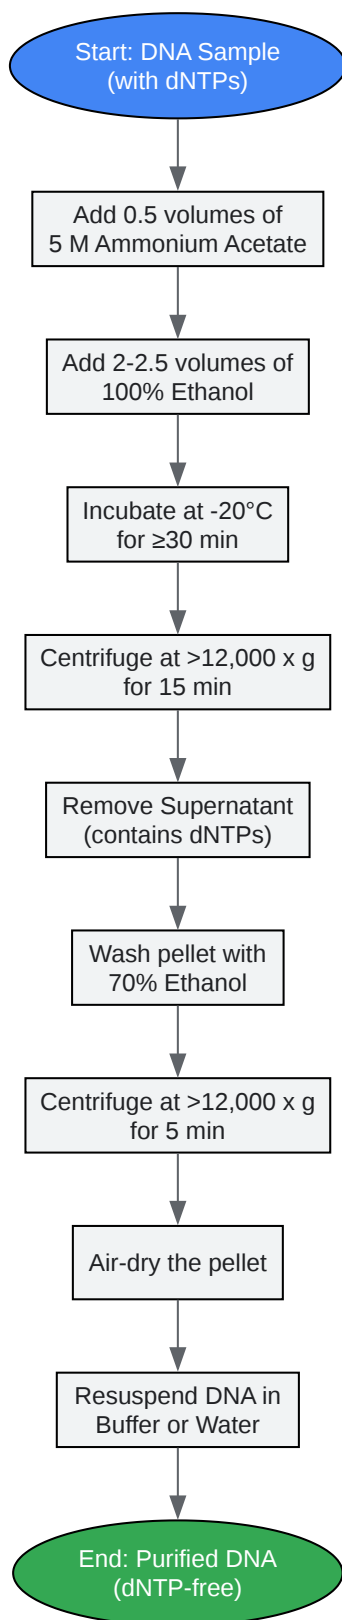 Start: DNA Sample
(with dNTPs)
Add 0.5 volumes of
5 M Ammonium Acetate
Add 2-2.5 volumes of
100% Ethanol
Incubate at -20°C
for ≥30 min
Centrifuge at >12,000 x g
for 15 min
Remove Supernatant
(contains dNTPs)
Wash pellet with
70% Ethanol
Centrifuge at >12,000 x g
for 5 min
Air-dry the pellet
Resuspend DNA in
Buffer or Water
End: Purified DNA
(dNTP-free)